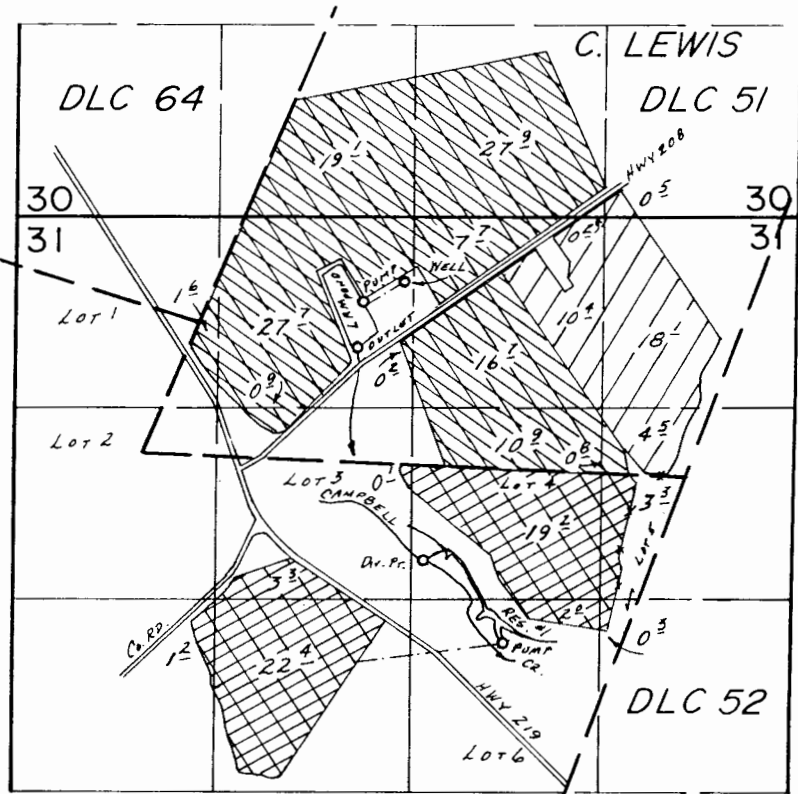 C. LEWIS
DLC 64
DLC 51
19.1
27.9
HWY 208
30
0.5
30
31
31
7.7
PUMP
WELL
LAWPOND
1.6
LOT 1
27.7
OUTLET
10.4
18.1
0.2
16.7
0.9
LOT 2
10.9
0.8
4.5
LOT 3
0.1
LOT 4
3.3
CAMPBELL
19.2
LOT 5
DIV. PT.
3.3
RES. #1
2.0
CO. RD.
1.2
22.4
PUMP
0.3
CR.
HWY 219
DLC 52
LOT 6